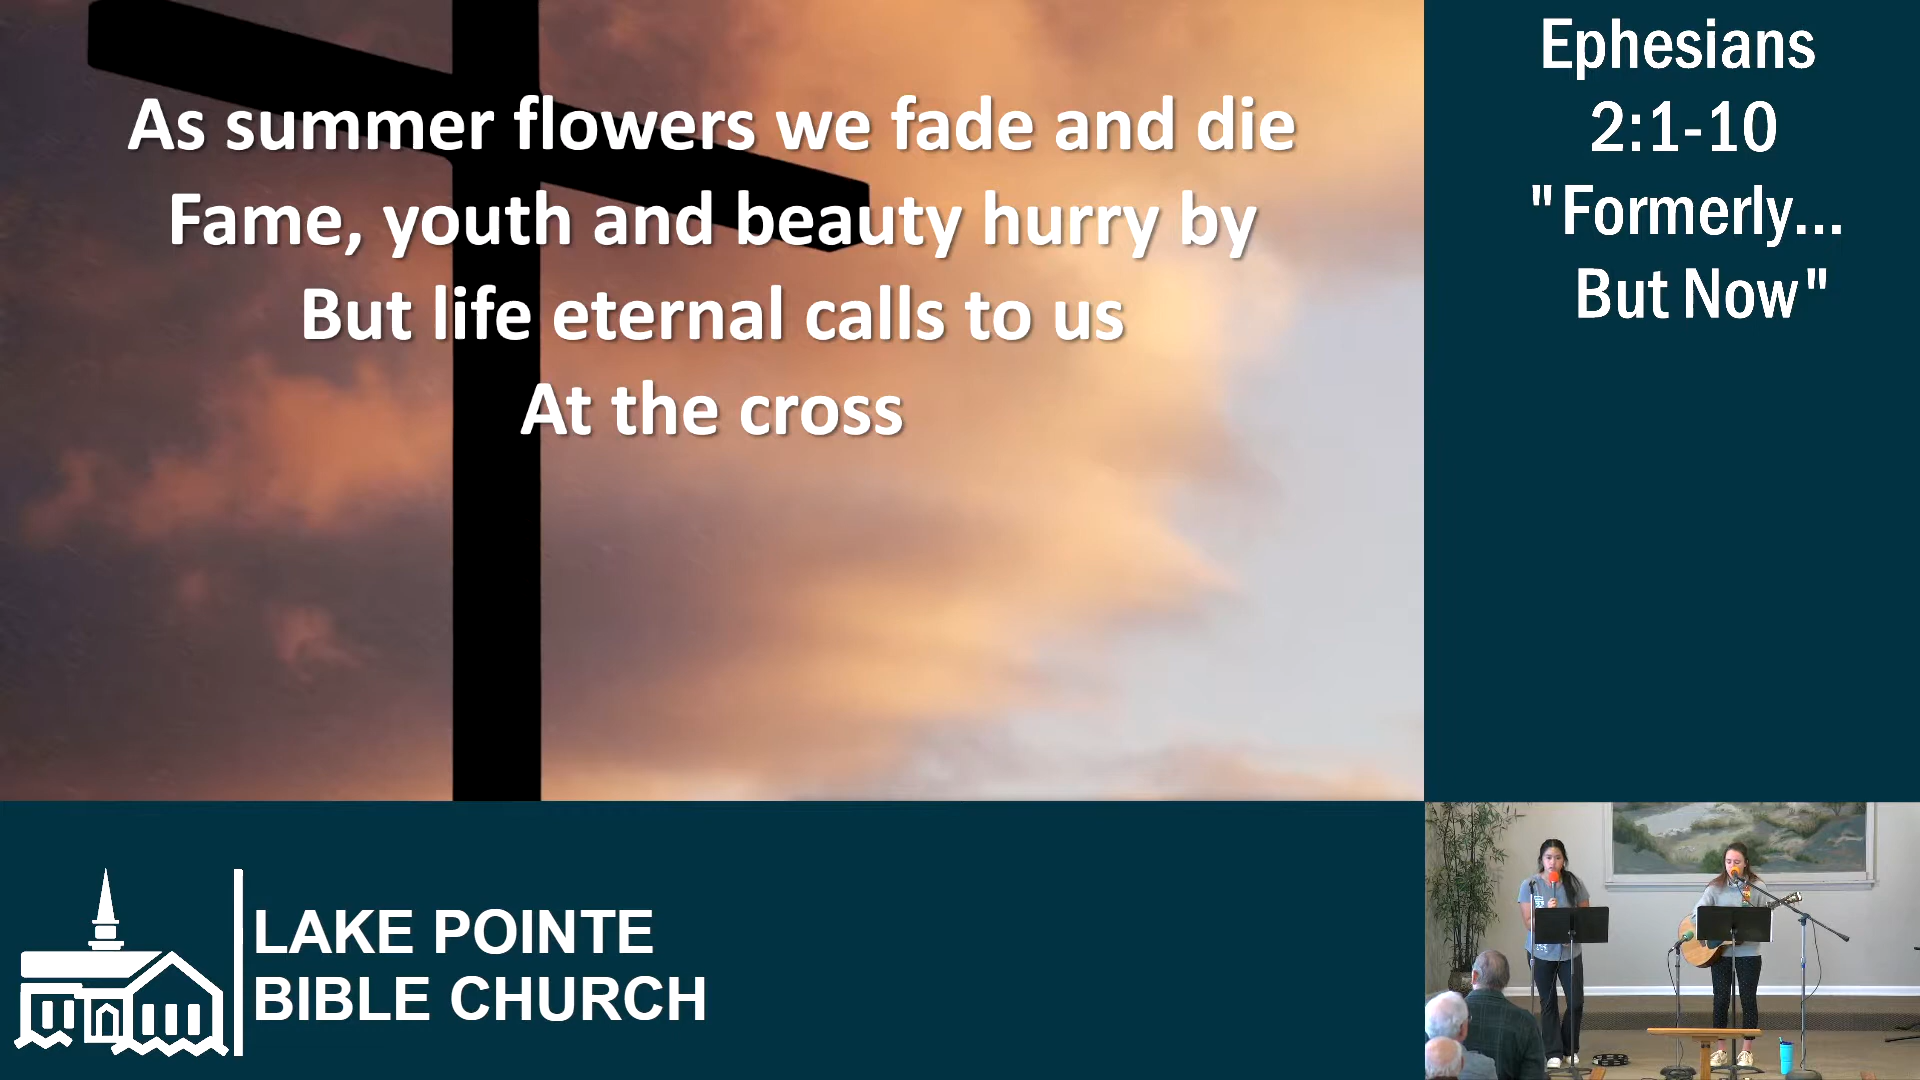 As summer flowers we fade and die
Fame, youth and beauty hurry by
But life eternal calls to us
At the cross
Ephesians
2:1-10
"Formerly...
But Now"
LAKE POINTE
BIBLE CHURCH